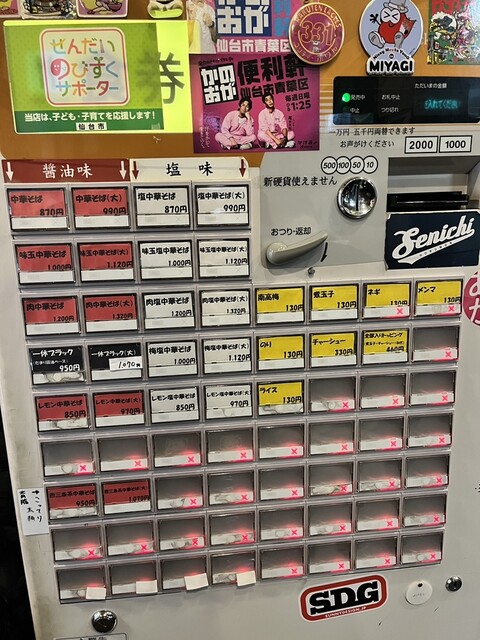 ぜんだい
のびすく
サポーター
当店は、子ども・子育てを応援します!
仙台市
券
仙台市青葉区
331
MIYAGI
かのおが
便利軒
仙台市青葉区
毎週日曜
1:25
ただいまの金額
発売中
お札中止
中止
つり切れ
一万円 五千円両替できます
お声がけください
2000
1000
500 100 50 10
新硬貨使えません
おつり・返却
Senichi
醤油味
塩味
中華そば
870円
中華そば(大)
990円
塩中華そば
870円
塩中華そば(大)
990円
味玉中華そば
1,000円
味玉中華そば(大)
1,120円
味玉塩中華そば
1,000円
味玉塩中華そば(大)
1,120円
肉中華そば
1,200円
肉中華そば(大)
1,320円
肉塩中華そば
1,200円
肉塩中華そば(大)
1,320円
南高梅
130円
煮玉子
130円
ネギ
130円
メンマ
130円
一休ブラック
950円
一休ブラック(大)
1,070円
梅塩中華そば
1,000円
梅塩中華そば(大)
1,120円
のり
130円
チャーシュー
330円
全部入りトッピング
460円
レモン中華そば
850円
レモン中華そば(大)
970円
レモン塩中華そば
850円
レモン塩中華そば(大)
970円
ライス
130円
950円
1,070円
こってり
SDG
SUNNYDESIGN.JP